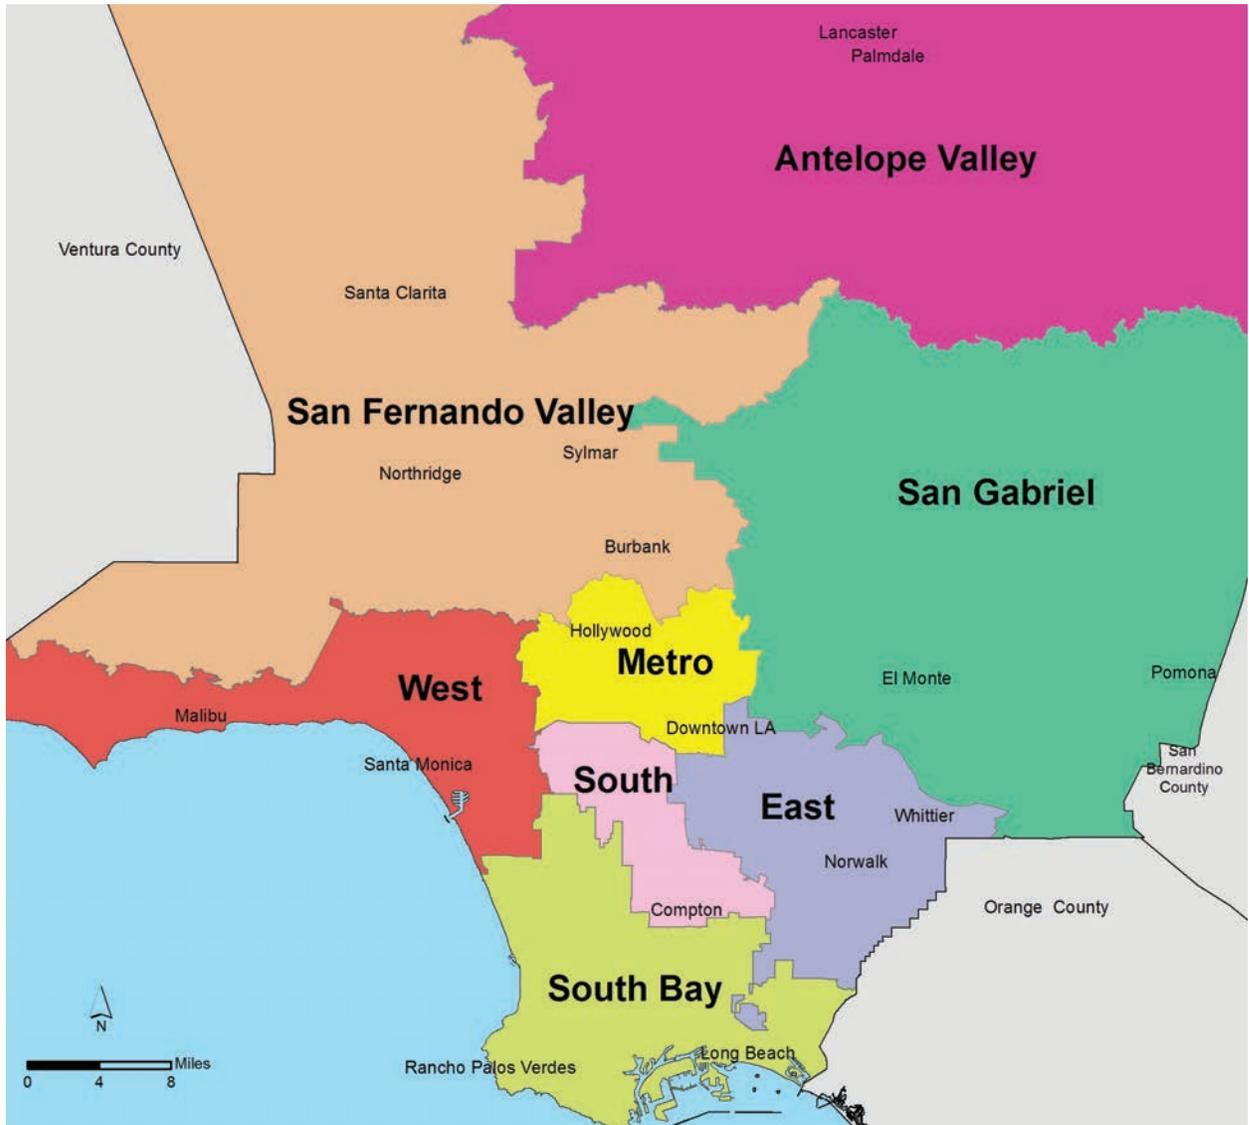 Lancaster
Palmdale
Antelope Valley
Ventura County
Santa Clarita
San Fernando Valley
Sylmar
Northridge
San Gabriel
Burbank
Hollywood
Metro
West
El Monte
Pomona
Malibu
Downtown LA
Santa Monica
South
San
Bernardino
County
East
Whittier
Norwalk
Compton
Orange County
South Bay
N
Long Beach
Rancho Palos Verdes
Miles
0 4 8